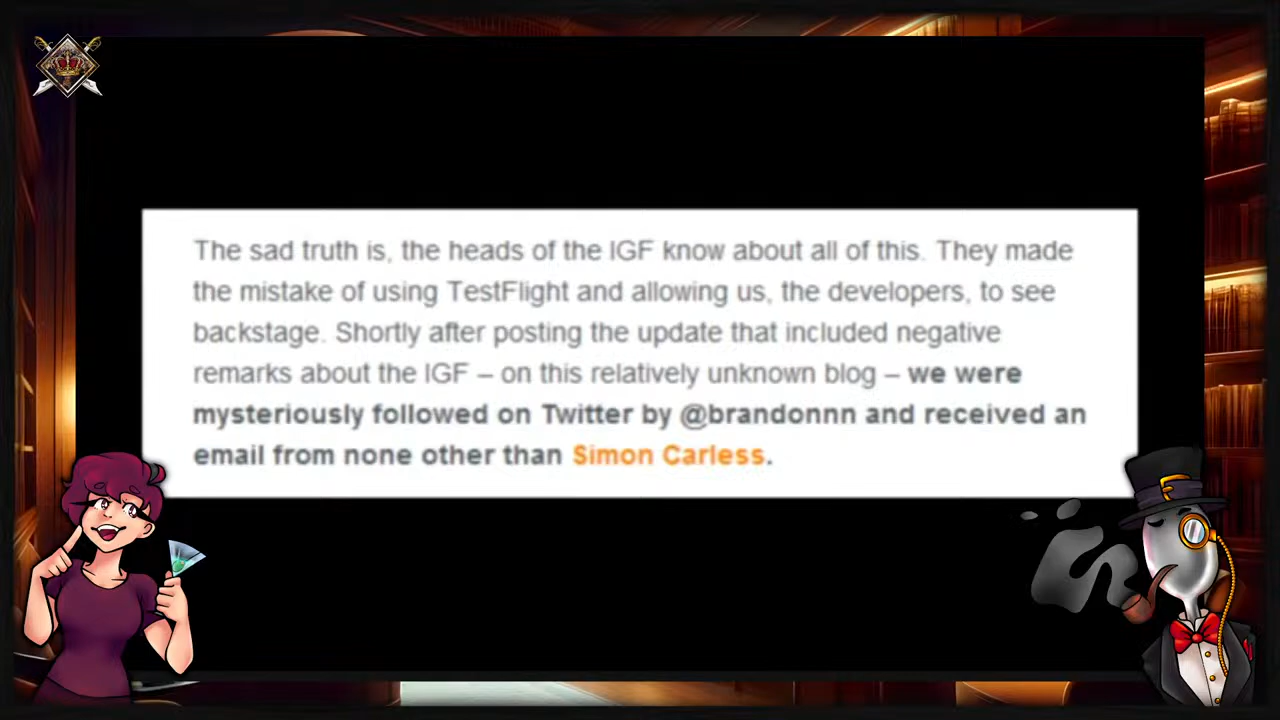 The sad truth is, the heads of the IGF know about all of this. They made
the mistake of using TestFlight and allowing us, the developers, to see
backstage. Shortly after posting the update that included negative
remarks about the IGF – on this relatively unknown blog – we were
mysteriously followed on Twitter by @brandonnn and received an
email from none other than Simon Carless.